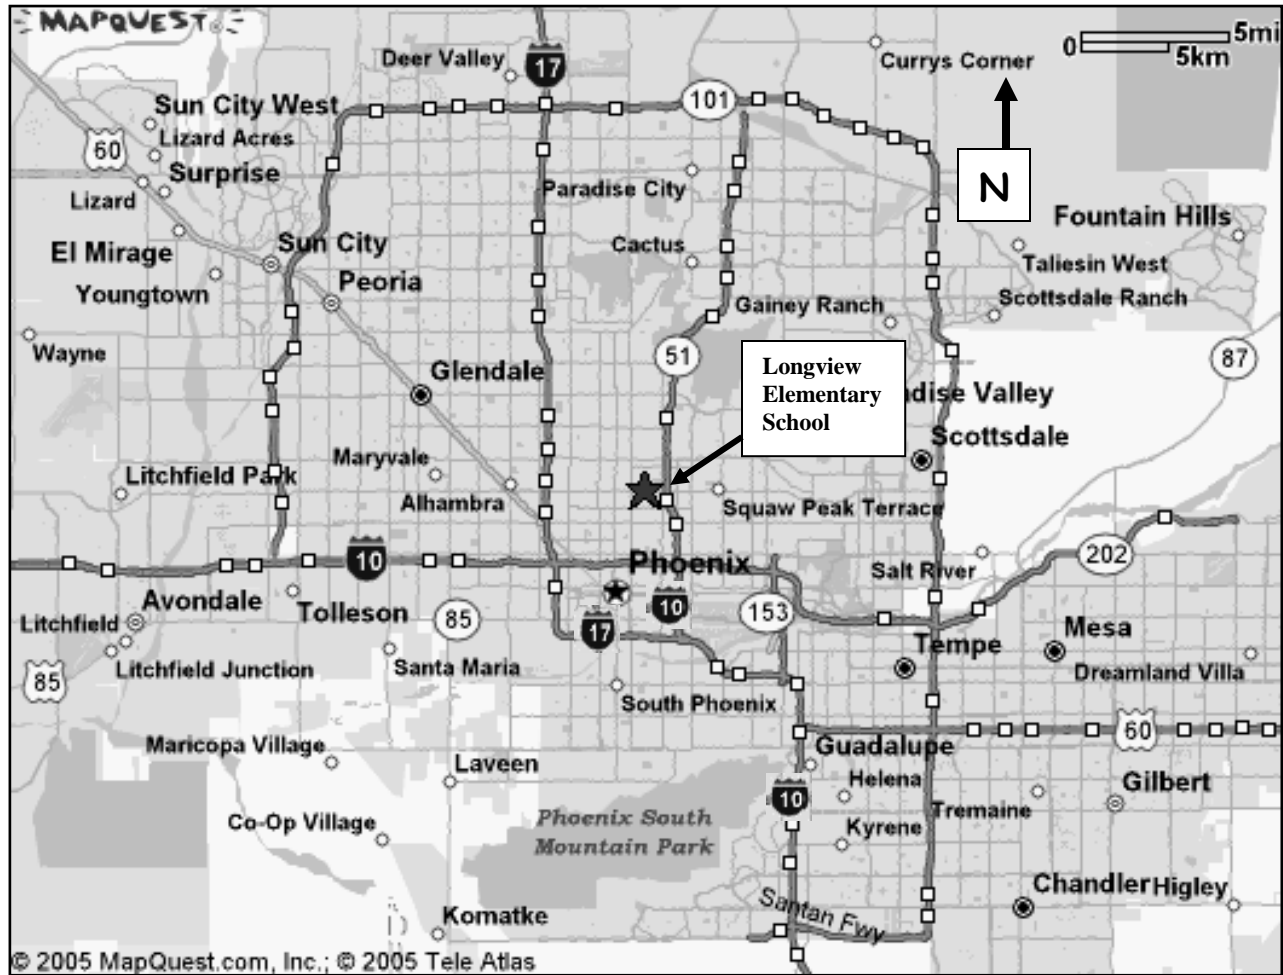 MAPQUEST
Deer Valley
17
Currys Corner
0
5mi
5km
N
Sun City West
101
Lizard Acres
60
Surprise
Lizard
Paradise City
Fountain Hills
El Mirage
Sun City
Cactus
Taliesin West
Youngtown
Peoria
Gainey Ranch
Scottsdale Ranch
Wayne
51
87
Glendale
Longview
Elementary
School
adise Valley
Scottsdale
Maryvale
Litchfield Park
Alhambra
Squaw Peak Terrace
10
Phoenix
Salt River
202
Avondale
Tolleson
85
10
153
Litchfield
17
Mesa
Tempe
Litchfield Junction
Santa Maria
Dreamland Villa
85
South Phoenix
60
Maricopa Village
Laveen
Guadalupe
Helena
Gilbert
10
Tremaine
Co-Op Village
Phoenix South
Mountain Park
Kyrene
Chandler
Higley
Komatke
Santan Fwy
© 2005 MapQuest.com, Inc.; © 2005 Tele Atlas